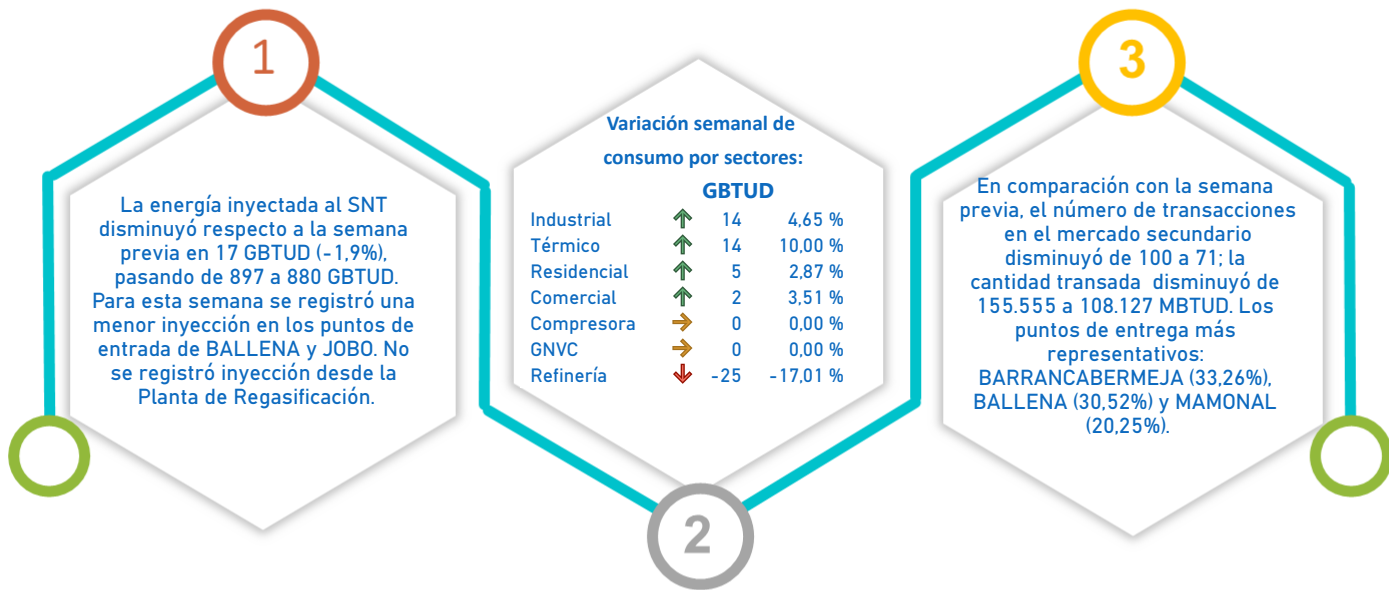 1
La energía inyectada al SNT
disminuyó respecto a la semana
previa en 17 GBTUD (-1,9%),
pasando de 897 a 880 GBTUD.
Para esta semana se registró una
menor inyección en los puntos de
entrada de BALLENA y JOBO. No
se registró inyección desde la
Planta de Regasificación.
Variación semanal de
consumo por sectores:
GBTUD
Industrial 14 4,65 %
Térmico 14 10,00 %
Residencial 5 2,87 %
Comercial 2 3,51 %
Compresora 0 0,00 %
GNVC 0 0,00 %
Refinería -25 -17,01 %
2
3
En comparación con la semana
previa, el número de transacciones
en el mercado secundario
disminuyó de 100 a 71; la
cantidad transada disminuyó de
155.555 a 108.127 MBTUD. Los
puntos de entrega más
representativos:
BARRANCABERMEJA (33,26%),
BALLENA (30,52%) y MAMONAL
(20,25%).